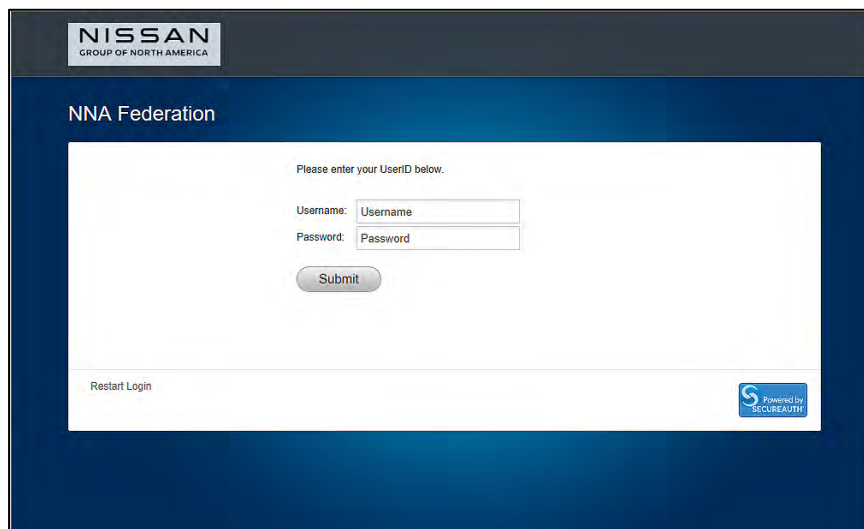 NISSAN
GROUP OF NORTH AMERICA
NNA Federation
Please enter your UserID below.
Username: Username
Password: Password
Submit
Restart Login
Powered by
SECUREAUTH